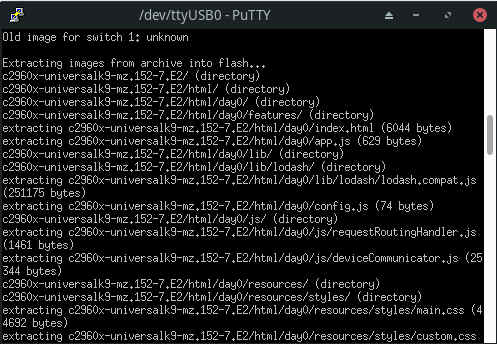 /dev/ttyUSB0 - PuTTY
Old image for switch 1: unknown
Extracting images from archive into flash...
c2960x-universalk9-mz.152-7.E2/ (directory)
c2960x-universalk9-mz.152-7.E2/html/ (directory)
c2960x-universalk9-mz.152-7.E2/html/day0/ (directory)
c2960x-universalk9-mz.152-7.E2/html/day0/features/ (directory)
extracting c2960x-universalk9-mz.152-7.E2/html/day0/index.html (6044 bytes)
extracting c2960x-universalk9-mz.152-7.E2/html/day0/app.js (629 bytes)
c2960x-universalk9-mz.152-7.E2/html/day0/lib/ (directory)
c2960x-universalk9-mz.152-7.E2/html/day0/lib/lodash/ (directory)
extracting c2960x-universalk9-mz.152-7.E2/html/day0/lib/lodash/lodash.compat.js
(251175 bytes)
extracting c2960x-universalk9-mz.152-7.E2/html/day0/config.js (74 bytes)
c2960x-universalk9-mz.152-7.E2/html/day0/js/ (directory)
extracting c2960x-universalk9-mz.152-7.E2/html/day0/js/requestRoutingHandler.js
(1461 bytes)
extracting c2960x-universalk9-mz.152-7.E2/html/day0/js/deviceCommunicator.js (25
344 bytes)
c2960x-universalk9-mz.152-7.E2/html/day0/resources/ (directory)
c2960x-universalk9-mz.152-7.E2/html/day0/resources/styles/ (directory)
extracting c2960x-universalk9-mz.152-7.E2/html/day0/resources/styles/main.css (4
4692 bytes)
extracting c2960x-universalk9-mz.152-7.E2/html/day0/resources/styles/custom.css